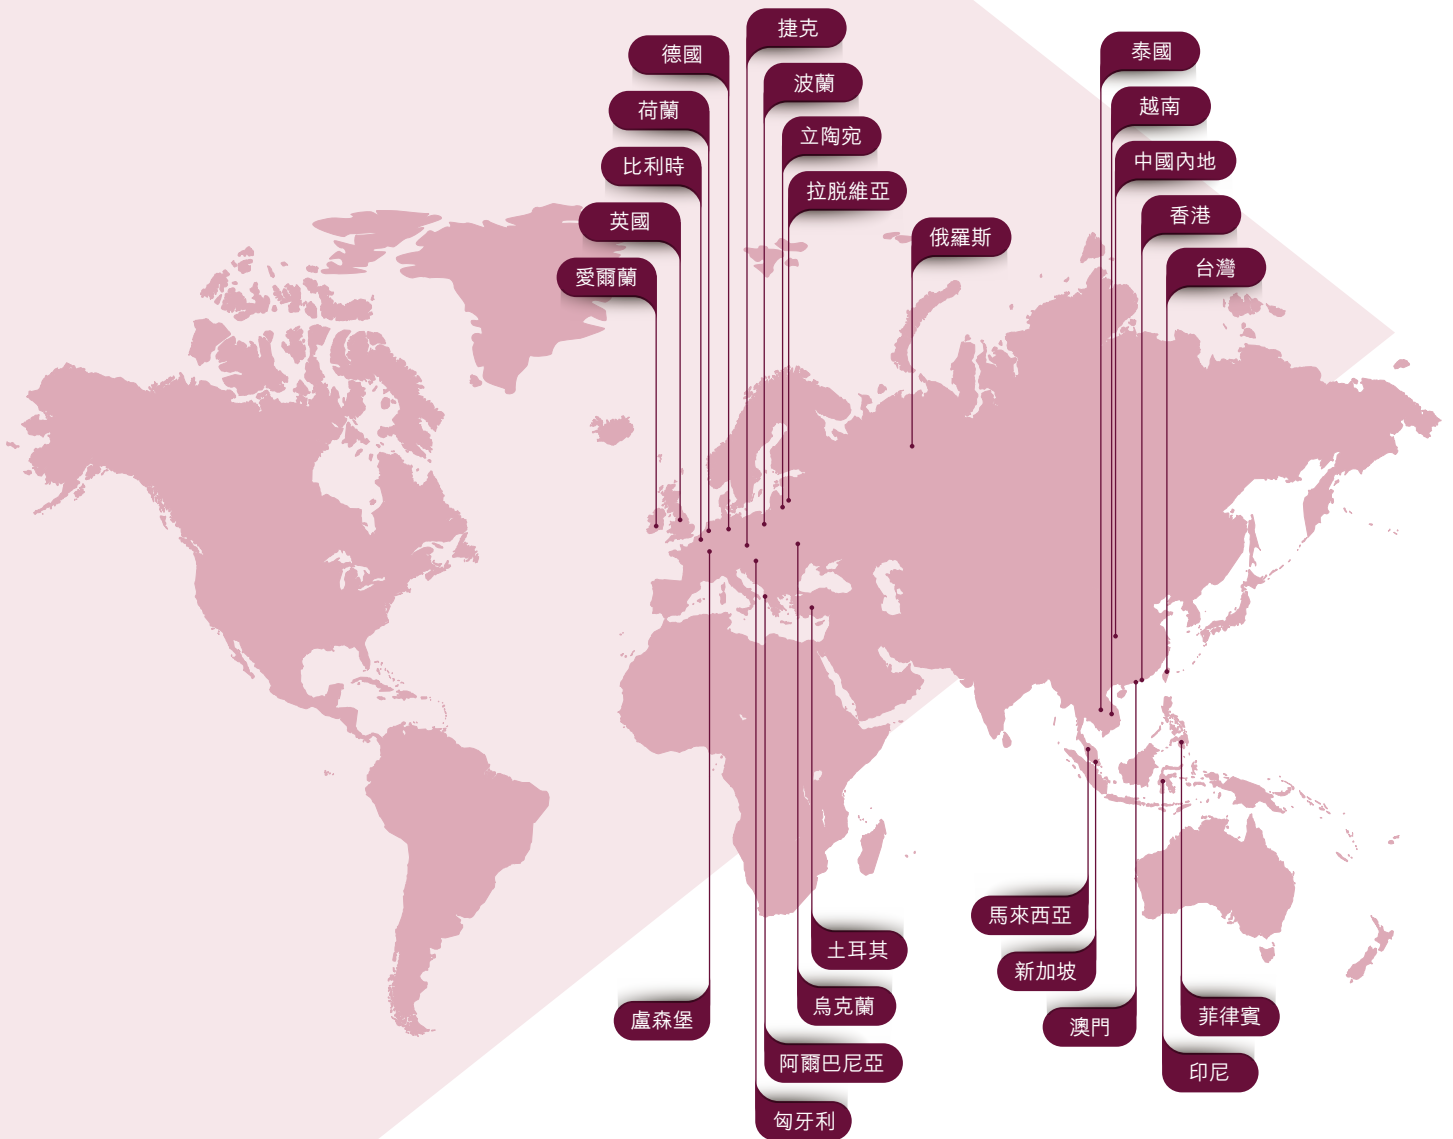 捷克
德國
波蘭
荷蘭
立陶宛
比利時
拉脱維亞
英國
愛爾蘭
俄羅斯
泰國
越南
中國內地
香港
台灣
土耳其
烏克蘭
盧森堡
阿爾巴尼亞
匈牙利
馬來西亞
新加坡
澳門
菲律賓
印尼